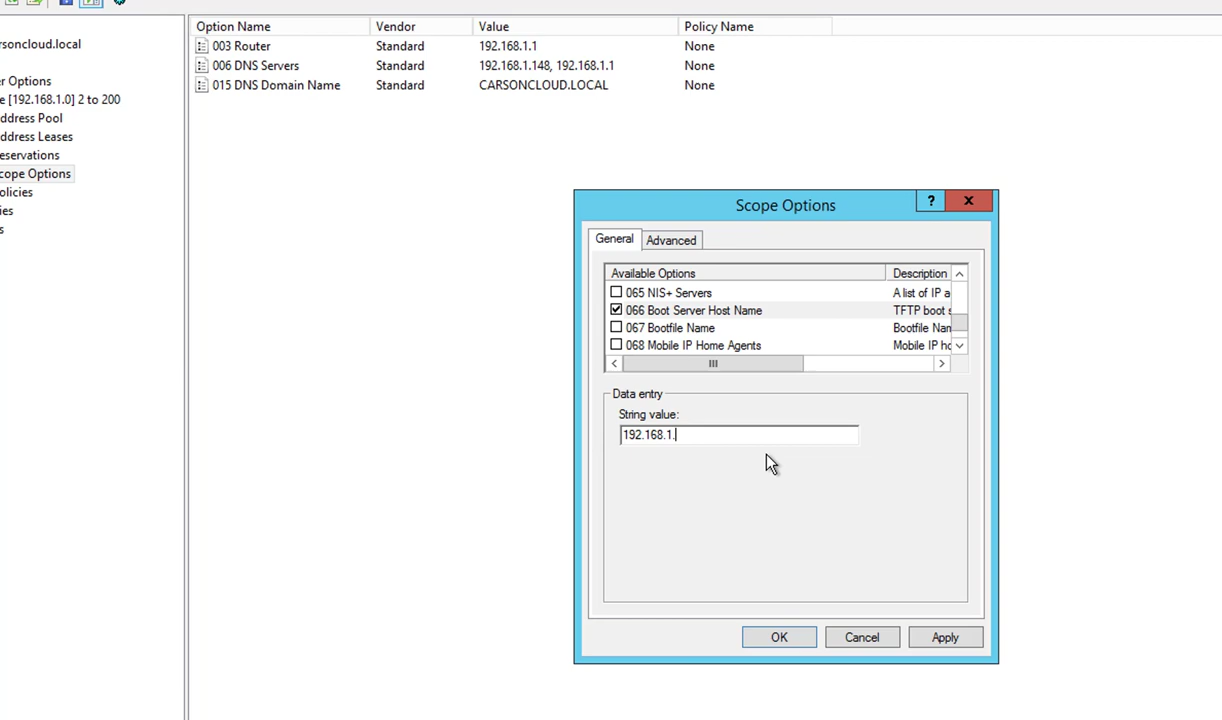 Option Name Vendor Value Policy Name
003 Router Standard 192.168.1.1 None
006 DNS Servers Standard 192.168.1.148, 192.168.1.1 None
015 DNS Domain Name Standard CARSONCLOUD.LOCAL None
rsoncloud.local
er Options
e [192.168.1.0] 2 to 200
ddress Pool
ddress Leases
eservations
cope Options
olicies
ies
s
Scope Options
? x
General Advanced
Available Options Description
065 NIS+ Servers A list of IP a
066 Boot Server Host Name TFTP boot s
067 Bootfile Name Bootfile Nam
068 Mobile IP Home Agents Mobile IP ho
Data entry
String value:
192.168.1.
OK Cancel Apply